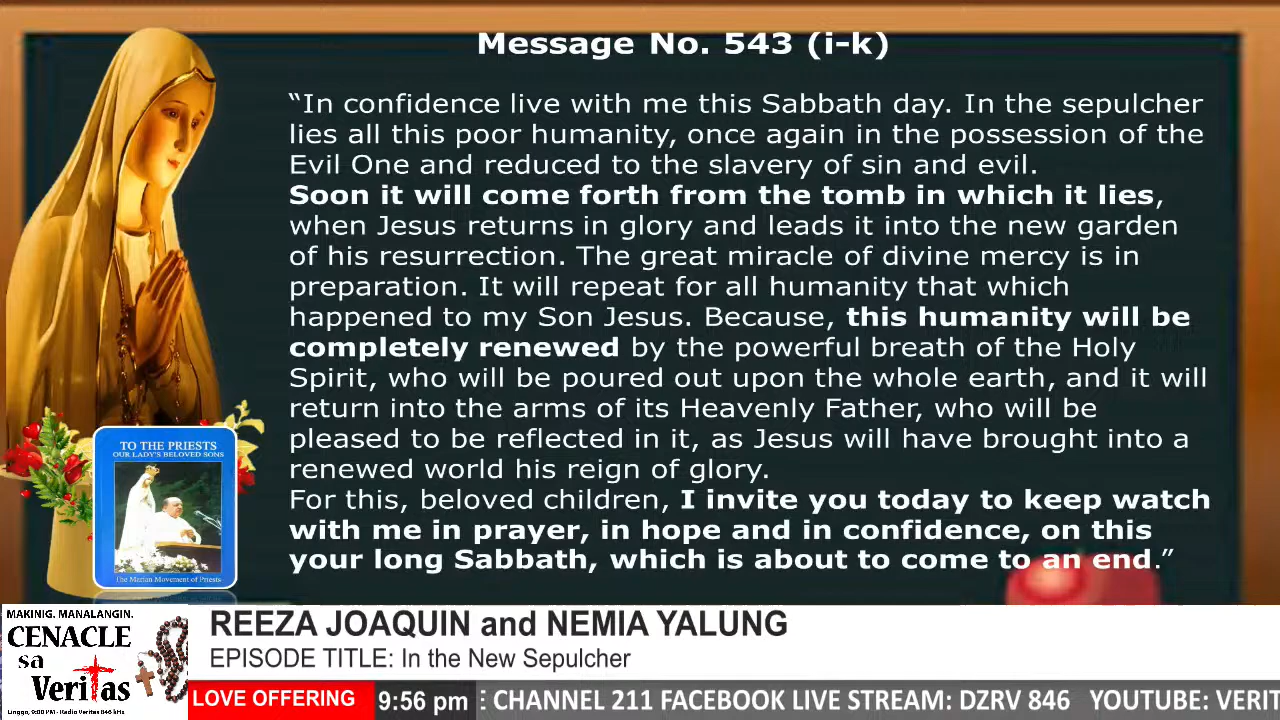 Message No. 543 (i-k)
“In confidence live with me this Sabbath day. In the sepulcher
lies all this poor humanity, once again in the possession of the
Evil One and reduced to the slavery of sin and evil.
Soon it will come forth from the tomb in which it lies,
when Jesus returns in glory and leads it into the new garden
of his resurrection. The great miracle of divine mercy is in
preparation. It will repeat for all humanity that which
happened to my Son Jesus. Because, this humanity will be
completely renewed by the powerful breath of the Holy
Spirit, who will be poured out upon the whole earth, and it will
return into the arms of its Heavenly Father, who will be
pleased to be reflected in it, as Jesus will have brought into a
renewed world his reign of glory.
For this, beloved children, I invite you today to keep watch
with me in prayer, in hope and in confidence, on this
your long Sabbath, which is about to come to an end.”
TO THE PRIESTS
OUR LADY'S BELOVED SONS
The Marian Movement of Priests
MAKINIG. MANALANGIN.
CENACLE
sa
Veritas
Linggo, 9:00 PM - Radio Veritas 846 kHz
REEZA JOAQUIN and NEMIA YALUNG
EPISODE TITLE: In the New Sepulcher
LOVE OFFERING
9:56 pm
E CHANNEL 211 FACEBOOK LIVE STREAM: DZRV 846 YOUTUBE: VERIT